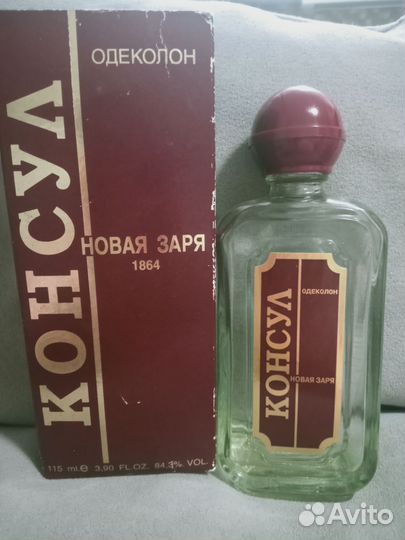 ОДЕКОЛОН
КОНСУЛ
НОВАЯ ЗАРЯ
1864
115 ml.e 3.90 FL.OZ. 84.3% VOL.
КОНСУЛ
ОДЕКОЛОН
НОВАЯ ЗАРЯ
Avito